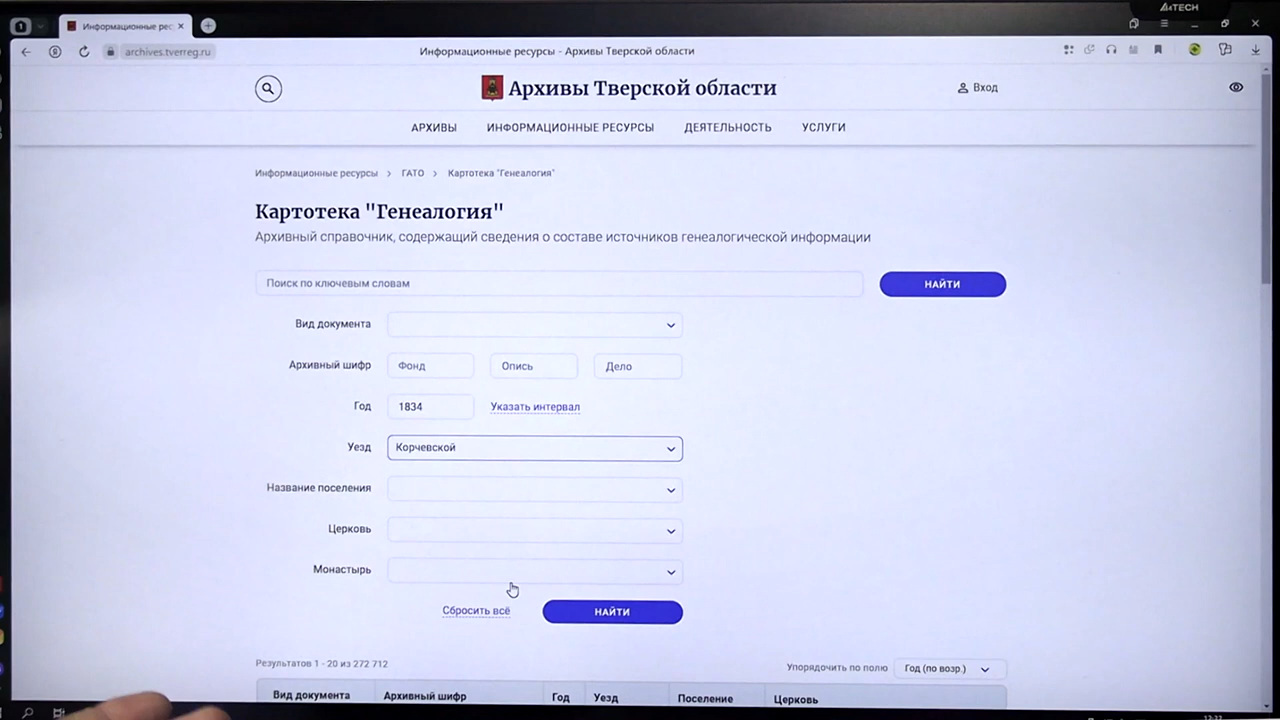 A4TECH
1
Информационные рес
archives.tverreg.ru
Информационные ресурсы - Архивы Тверской области
Архивы Тверской области
Вход
АРХИВЫ ИНФОРМАЦИОННЫЕ РЕСУРСЫ ДЕЯТЕЛЬНОСТЬ УСЛУГИ
Информационные ресурсы > ГАТО > Картотека "Генеалогия"
Картотека "Генеалогия"
Архивный справочник, содержащий сведения о составе источников генеалогической информации
Поиск по ключевым словам НАЙТИ
Вид документа
Архивный шифр Фонд Опись Дело
Год 1834 Указать интервал
Уезд Корчевской
Название поселения
Церковь
Монастырь
Сбросить всё НАЙТИ
Результатов 1 - 20 из 272 712 Упорядочить по полю Год (по возр.)
Вид документа Архивный шифр Год Уезд Поселение Церковь